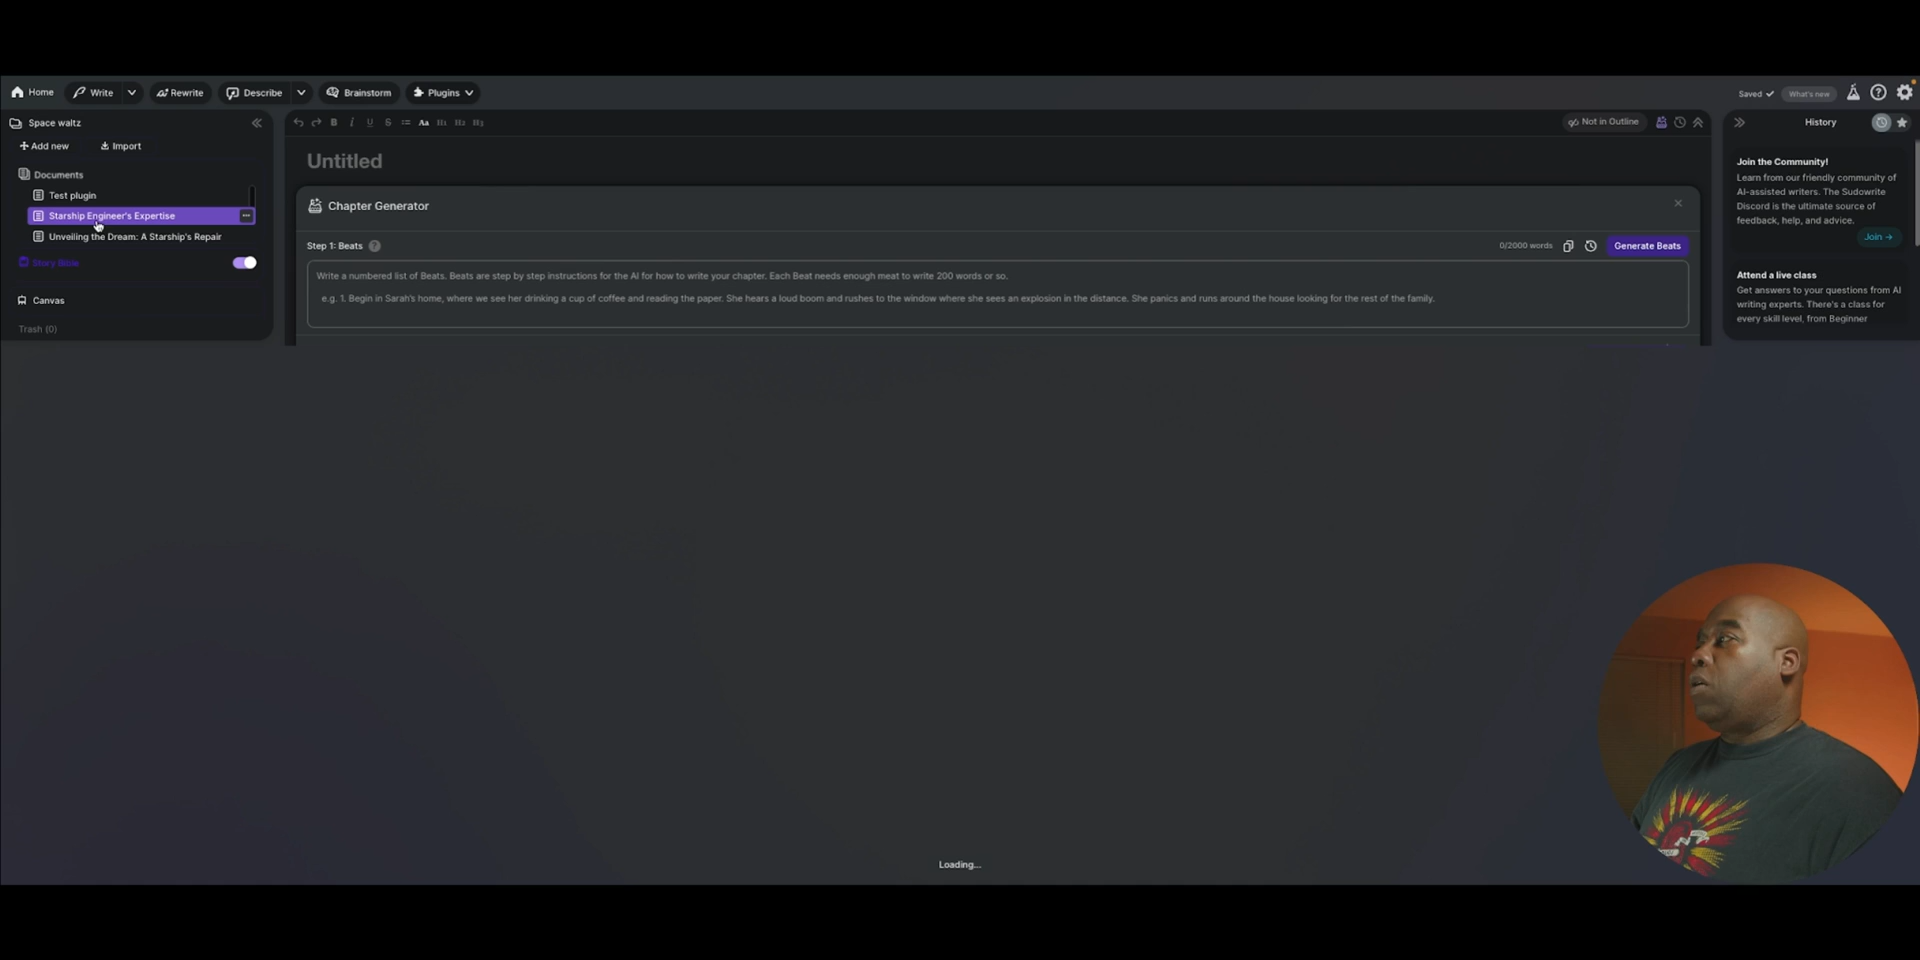 Home
Write
Rewrite
Describe
Brainstorm
Plugins
Saved
What's new
Space waltz
Add new
Import
Documents
Test plugin
Starship Engineer's Expertise
Unveiling the Dream: A Starship's Repair
Story Bible
Canvas
Trash (0)
B I U S Aa H1 H2 H3
Not in Outline
Untitled
Chapter Generator
Step 1: Beats
0/2000 words
Generate Beats
Write a numbered list of Beats. Beats are step by step instructions for the AI for how to write your chapter. Each Beat needs enough meat to write 200 words or so.
e.g. 1. Begin in Sarah's home, where we see her drinking a cup of coffee and reading the paper. She hears a loud boom and rushes to the window where she sees an explosion in the distance. She panics and runs around the house looking for the rest of the family.
History
Join the Community!
Learn from our friendly community of
AI-assisted writers. The Sudowrite
Discord is the ultimate source of
feedback, help, and advice.
Join →
Attend a live class
Get answers to your questions from AI
writing experts. There's a class for
every skill level, from Beginner
Loading...